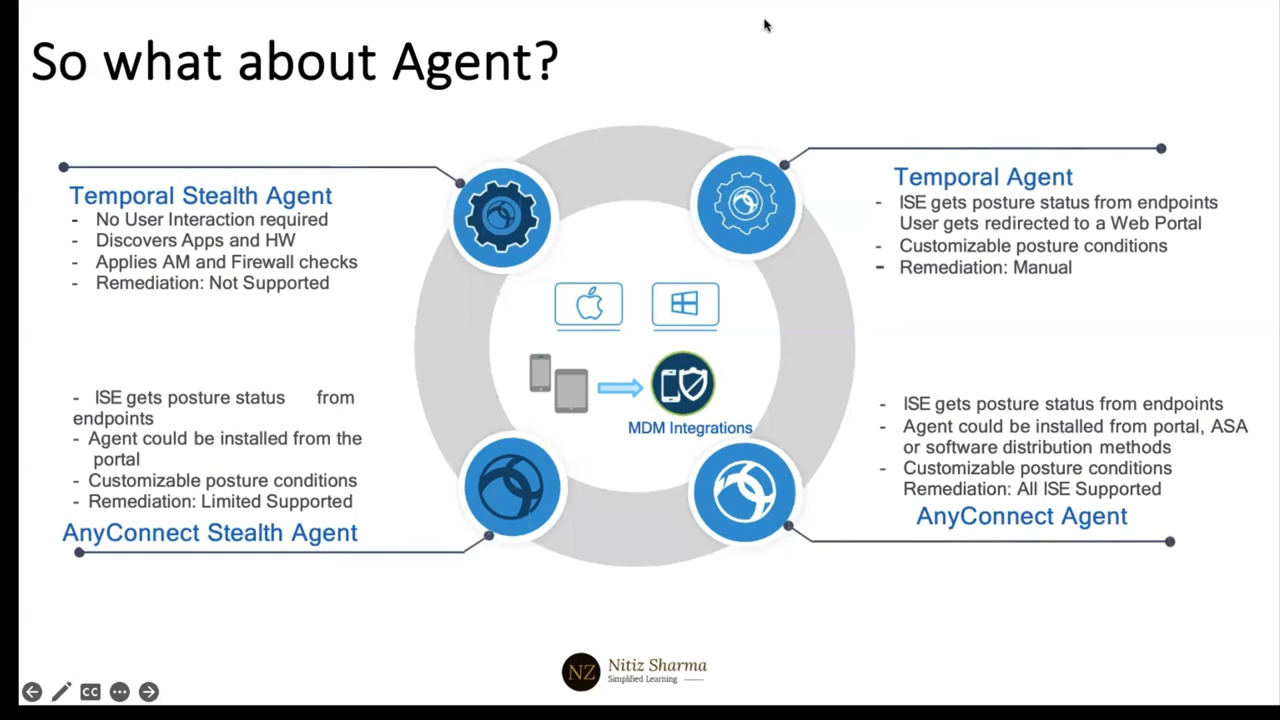 So what about Agent?
Temporal Stealth Agent
- No User Interaction required
- Discovers Apps and HW
- Applies AM and Firewall checks
- Remediation: Not Supported
Temporal Agent
- ISE gets posture status from endpoints
User gets redirected to a Web Portal
- Customizable posture conditions
- Remediation: Manual
MDM Integrations
- ISE gets posture status from
endpoints
- Agent could be installed from the
portal
- Customizable posture conditions
- Remediation: Limited Supported
AnyConnect Stealth Agent
- ISE gets posture status from endpoints
- Agent could be installed from portal, ASA
or software distribution methods
- Customizable posture conditions
Remediation: All ISE Supported
AnyConnect Agent
NZ
Nitiz Sharma
Simplified Learning
CC